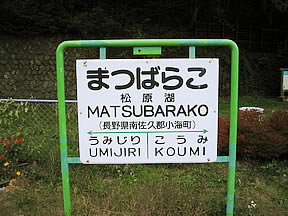 まつばらこ
松原湖
MATSUBARAKO
(長野県南佐久郡小海町)
うみじり こうみ
UMIJIRI KOUMI